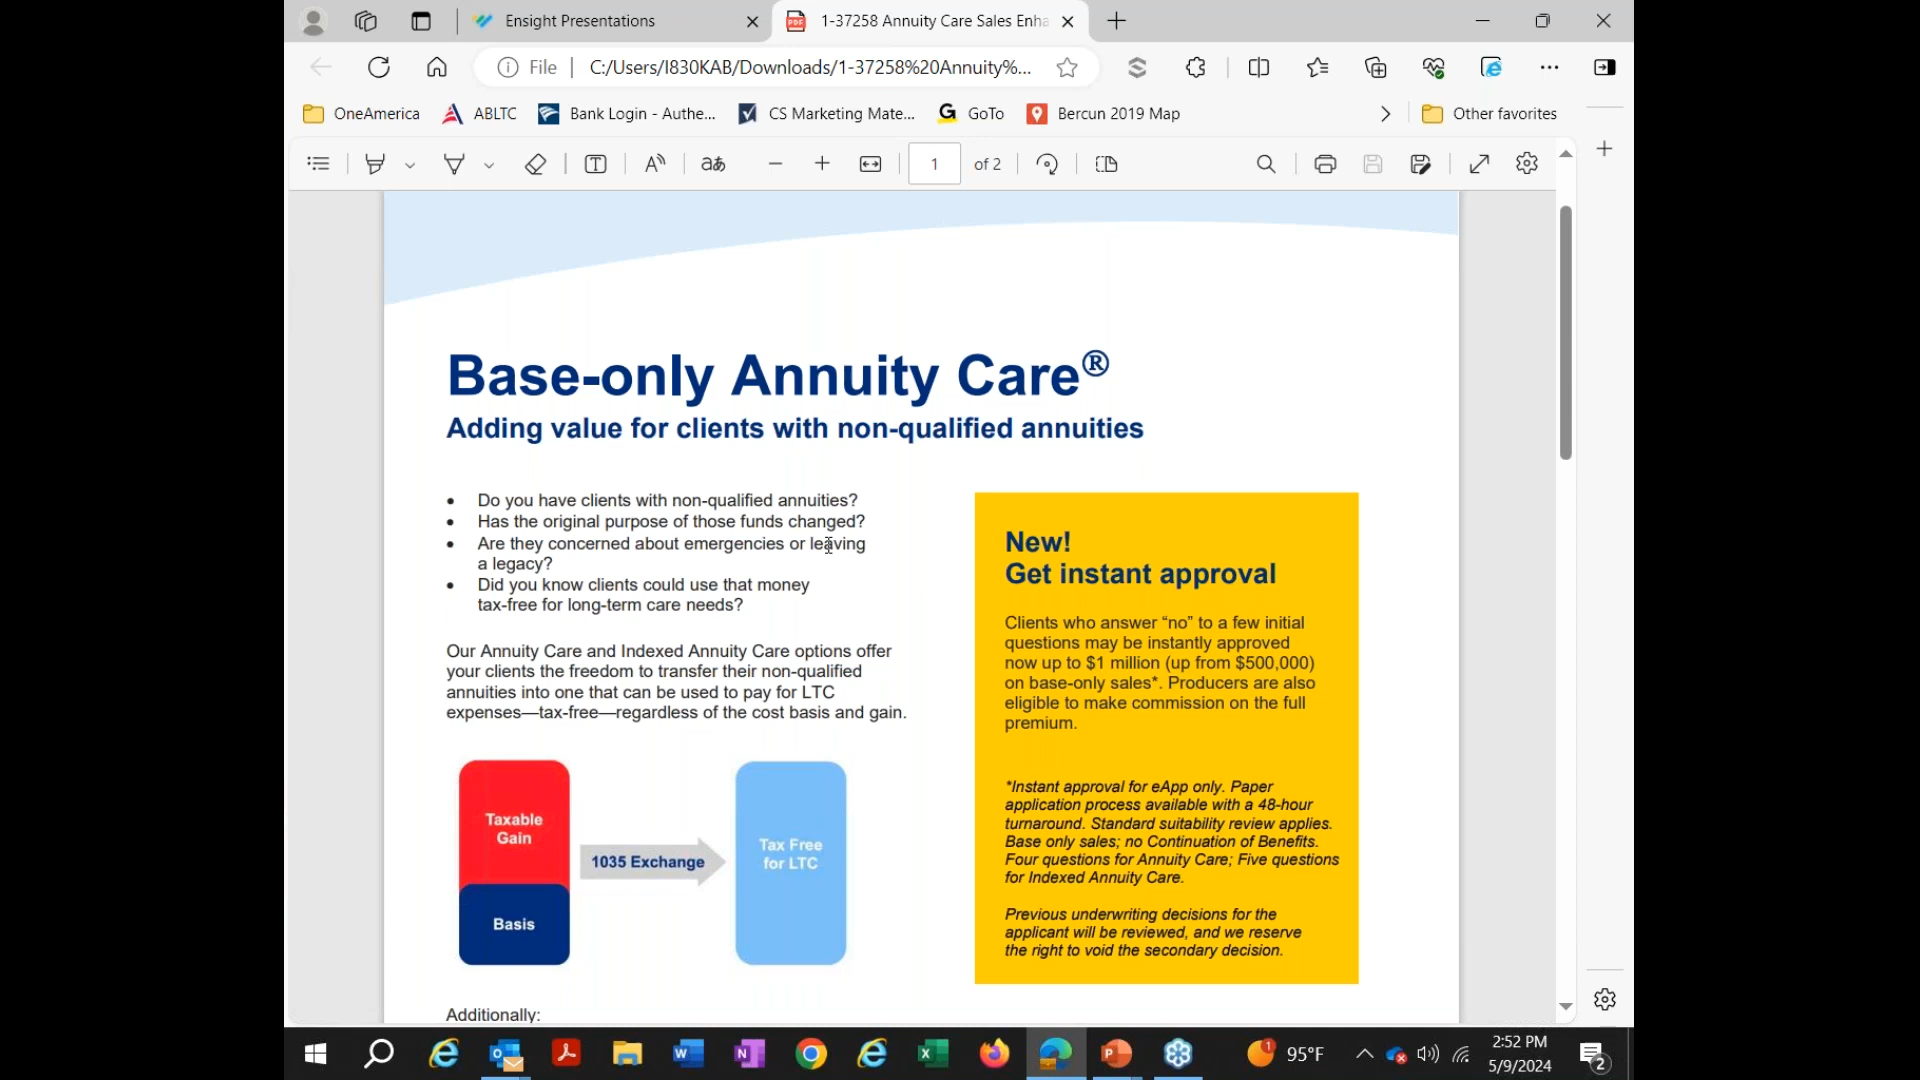 Ensight Presentations
1-37258 Annuity Care Sales Enha
File
C:/Users/I830KAB/Downloads/1-37258%20Annuity%...
OneAmerica
ABLTC
Bank Login - Authe...
CS Marketing Mate...
GoTo
Bercun 2019 Map
Other favorites
1 of 2
Base-only Annuity Care®
Adding value for clients with non-qualified annuities
• Do you have clients with non-qualified annuities?
• Has the original purpose of those funds changed?
• Are they concerned about emergencies or leaving
a legacy?
• Did you know clients could use that money
tax-free for long-term care needs?
Our Annuity Care and Indexed Annuity Care options offer
your clients the freedom to transfer their non-qualified
annuities into one that can be used to pay for LTC
expenses—tax-free—regardless of the cost basis and gain.
Taxable
Gain
Basis
1035 Exchange
Tax Free
for LTC
Additionally:
New!
Get instant approval
Clients who answer “no” to a few initial
questions may be instantly approved
now up to $1 million (up from $500,000)
on base-only sales*. Producers are also
eligible to make commission on the full
premium.
*Instant approval for eApp only. Paper
application process available with a 48-hour
turnaround. Standard suitability review applies.
Base only sales; no Continuation of Benefits.
Four questions for Annuity Care; Five questions
for Indexed Annuity Care.
Previous underwriting decisions for the
applicant will be reviewed, and we reserve
the right to void the secondary decision.
95°F
2:52 PM
5/9/2024
2